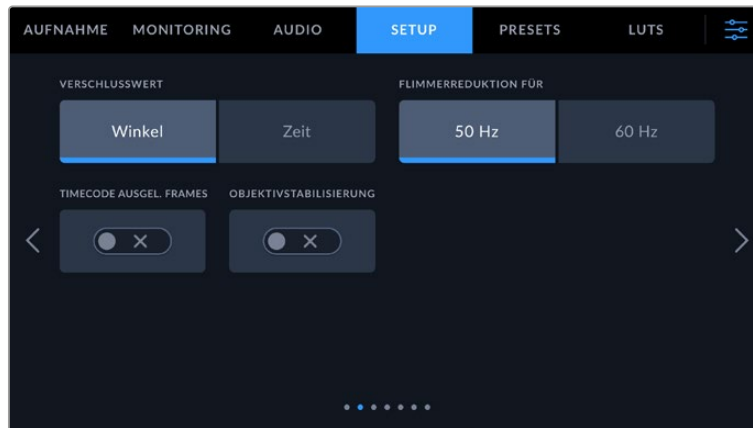 AUFNAHME MONITORING AUDIO SETUP PRESETS LUTS
VERSCHLUSSWERT FLIMMERREDUKTION FÜR
Winkel Zeit 50 Hz 60 Hz
TIMECODE AUSGEL. FRAMES OBJEKTIVSTABILISIERUNG